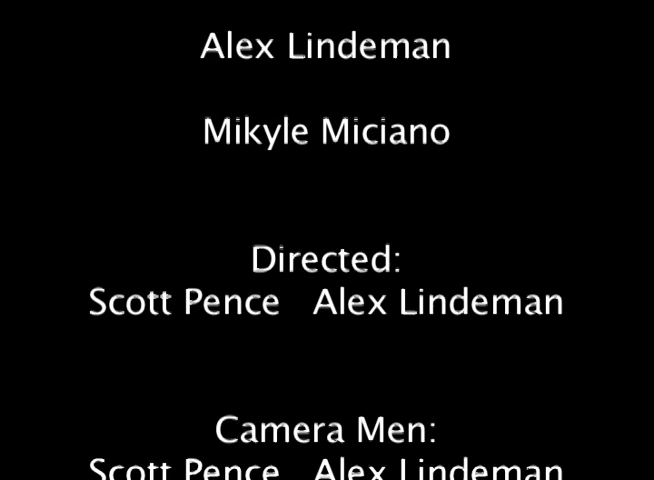 Alex Lindeman
Mikyle Miciano
Directed:
Scott Pence   Alex Lindeman
Camera Men:
Scott Pence   Alex Lindeman